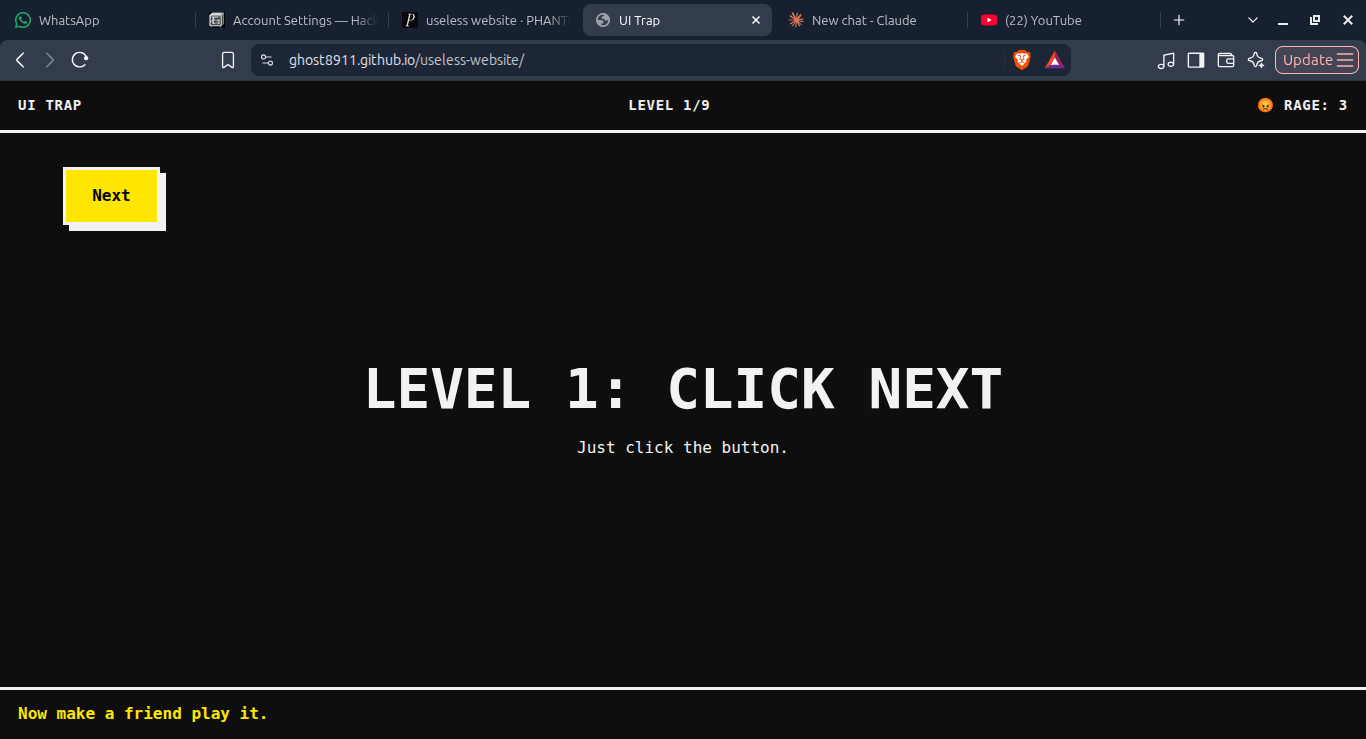 WhatsApp
Account Settings — Hac
useless website · PHANT
UI Trap
New chat - Claude
(22) YouTube
ghost8911.github.io/useless-website/
Update
UI TRAP
LEVEL 1/9
😡 RAGE: 3
Next
LEVEL 1: CLICK NEXT
Just click the button.
Now make a friend play it.